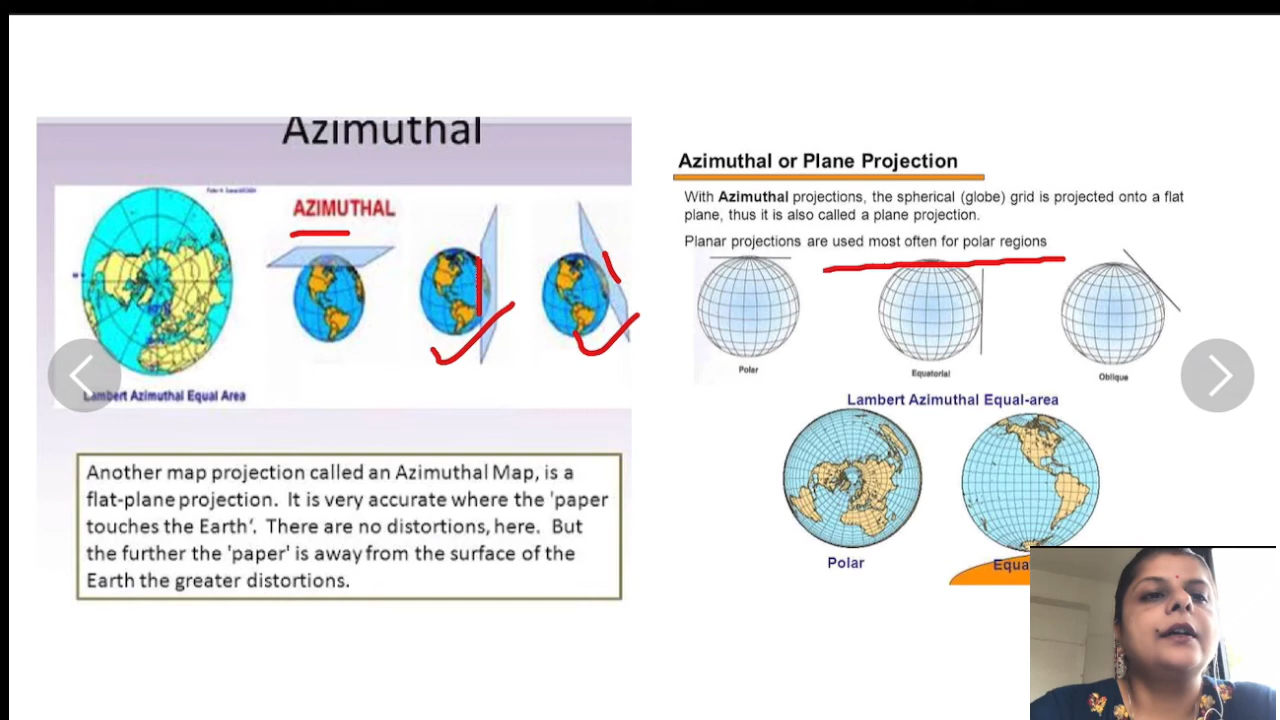 Azimuthal
AZIMUTHAL
Lambert Azimuthal Equal Area
Another map projection called an Azimuthal Map, is a
flat-plane projection. It is very accurate where the 'paper
touches the Earth'. There are no distortions, here. But
the further the 'paper' is away from the surface of the
Earth the greater distortions.
Azimuthal or Plane Projection
With Azimuthal projections, the spherical (globe) grid is projected onto a flat
plane, thus it is also called a plane projection.
Planar projections are used most often for polar regions
Polar
Equatorial
Oblique
Lambert Azimuthal Equal-area
Polar
Equa